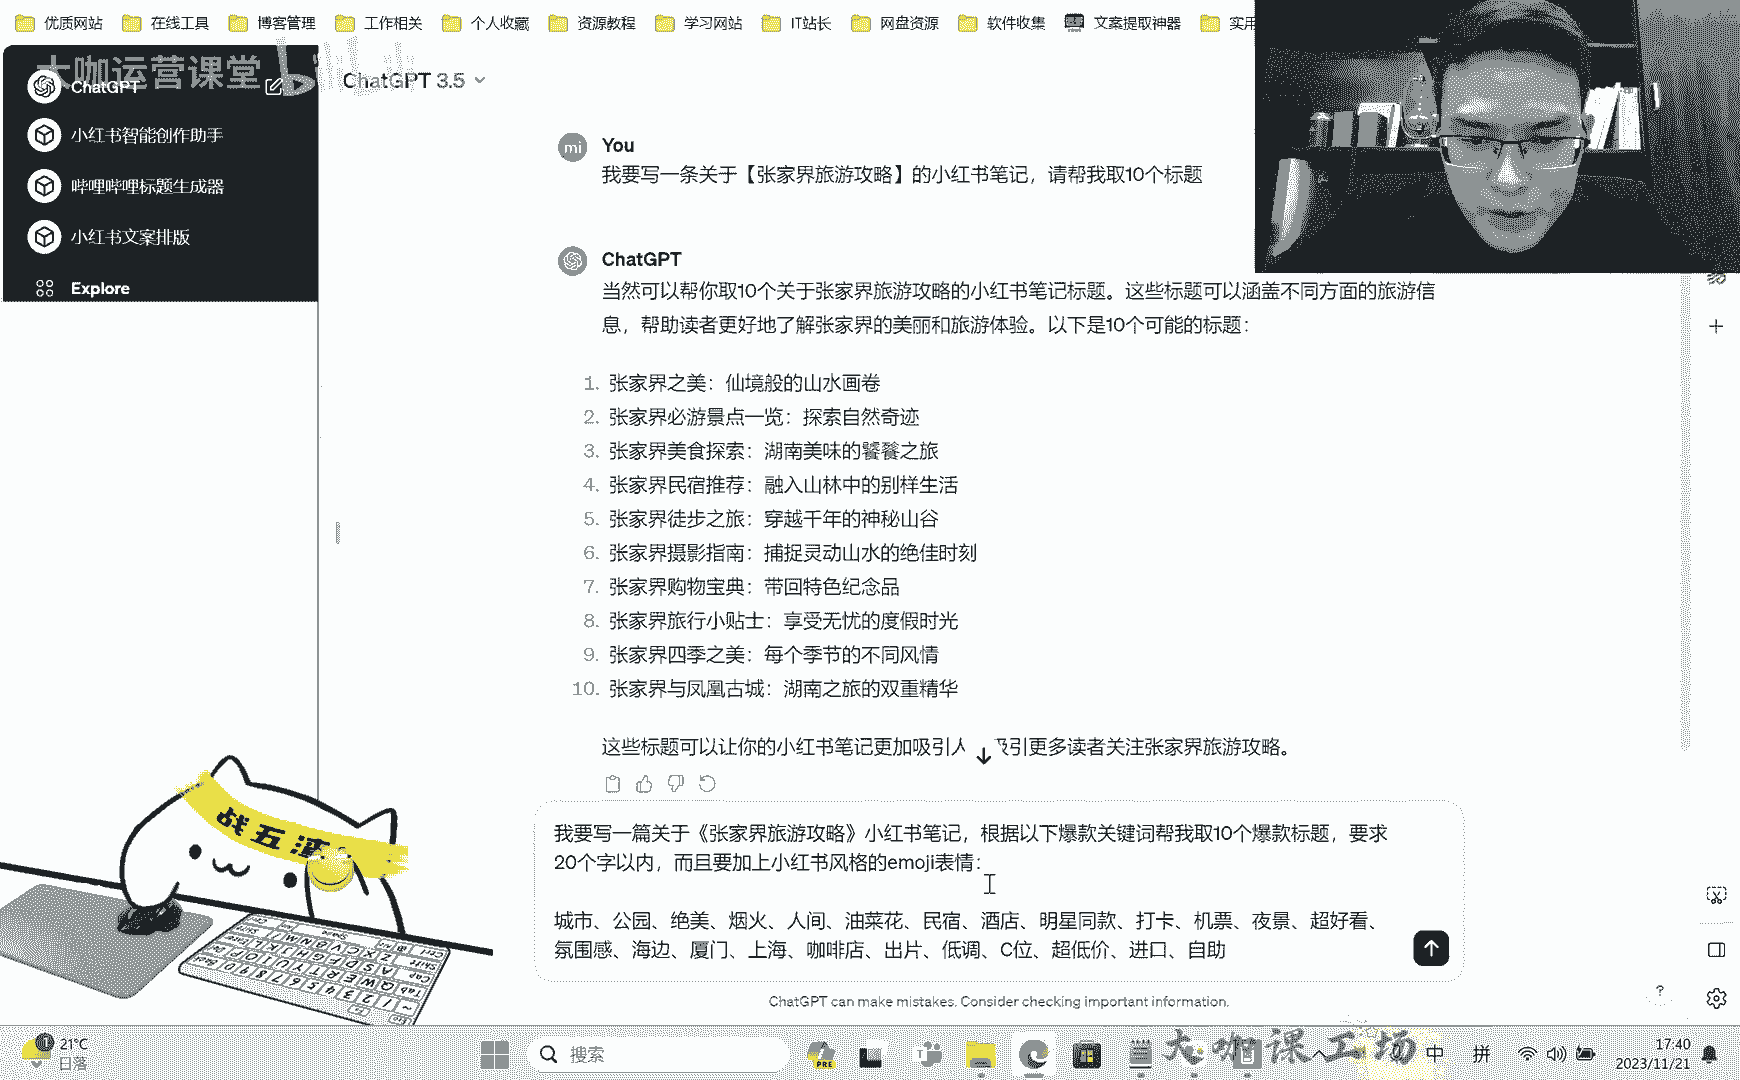 优质网站
在线工具
博客管理
工作相关
个人收藏
资源教程
学习网站
IT站长
网盘资源
软件收集
文案提取神器
实用
大咖运营课堂
bilibili
ChatGPT
小红书智能创作助手
哔哩哔哩标题生成器
小红书文案排版
Explore
ChatGPT 3.5
mi
You
我要写一条关于【张家界旅游攻略】的小红书笔记，请帮我取10个标题
ChatGPT
当然可以帮你取10个关于张家界旅游攻略的小红书笔记标题。这些标题可以涵盖不同方面的旅游信
息，帮助读者更好地了解张家界的美丽和旅游体验。以下是10个可能的标题：
1. 张家界之美：仙境般的山水画卷
2. 张家界必游景点一览：探索自然奇迹
3. 张家界美食探索：湖南美味的饕餮之旅
4. 张家界民宿推荐：融入山林中的别样生活
5. 张家界徒步之旅：穿越千年的神秘山谷
6. 张家界摄影指南：捕捉灵动山水的绝佳时刻
7. 张家界购物宝典：带回特色纪念品
8. 张家界旅行小贴士：享受无忧的度假时光
9. 张家界四季之美：每个季节的不同风情
10. 张家界与凤凰古城：湖南之旅的双重精华
这些标题可以让你的小红书笔记更加吸引人 吸引更多读者关注张家界旅游攻略。
我要写一篇关于《张家界旅游攻略》小红书笔记，根据以下爆款关键词帮我取10个爆款标题，要求
20个字以内，而且要加上小红书风格的emoji表情：
城市、公园、绝美、烟火、人间、油菜花、民宿、酒店、明星同款、打卡、机票、夜景、超好看、
氛围感、海边、厦门、上海、咖啡店、出片、低调、C位、超低价、进口、自助
ChatGPT can make mistakes. Consider checking important information.
?
战五渣
21°C
日落
搜索
PRE
大咖课工场
中
拼
17:40
2023/11/21